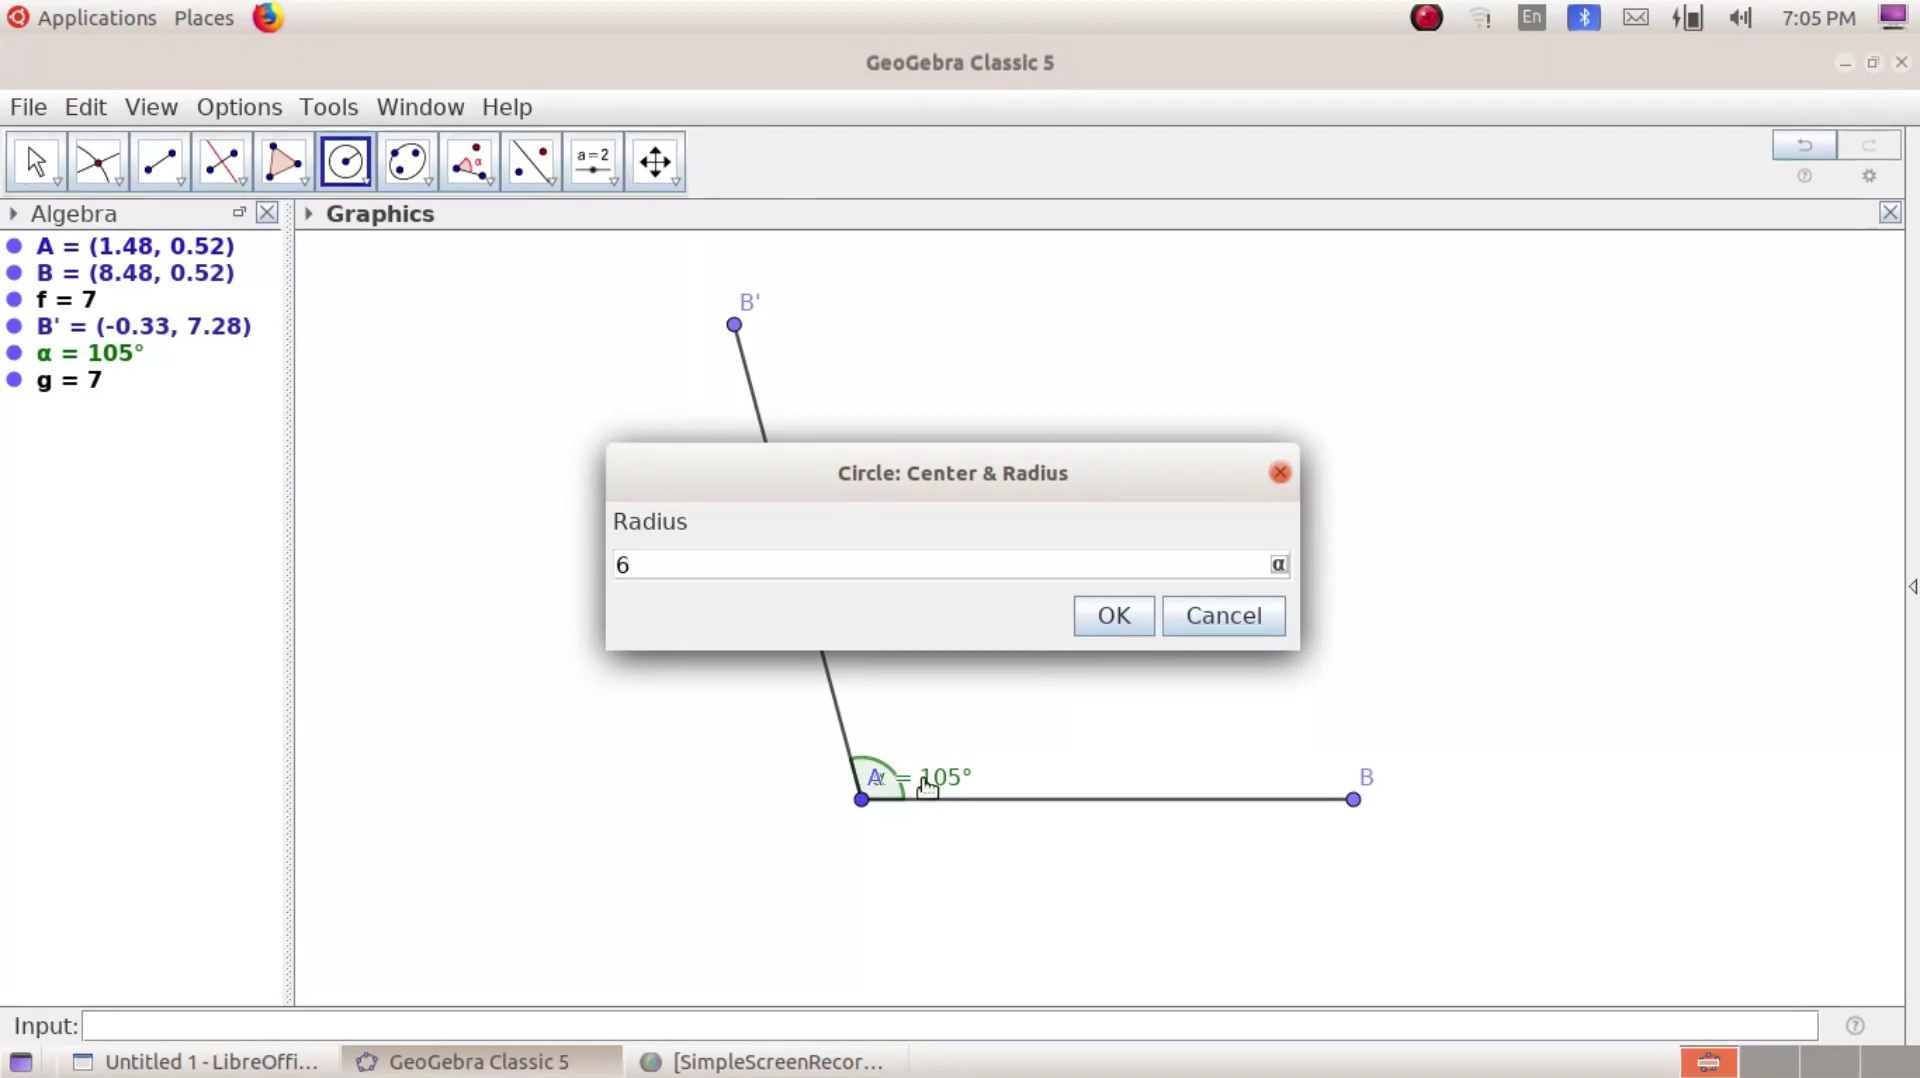 Applications Places En 7:05 PM
GeoGebra Classic 5
File Edit View Options Tools Window Help
a=2
Algebra Graphics
A = (1.48, 0.52)
B = (8.48, 0.52)
f = 7
B' = (-0.33, 7.28)
α = 105°
g = 7
B'
Circle: Center & Radius
Radius
6 α
OK Cancel
A = 105° B
Input:
Untitled 1 - LibreOffi... GeoGebra Classic 5 [SimpleScreenRecor...